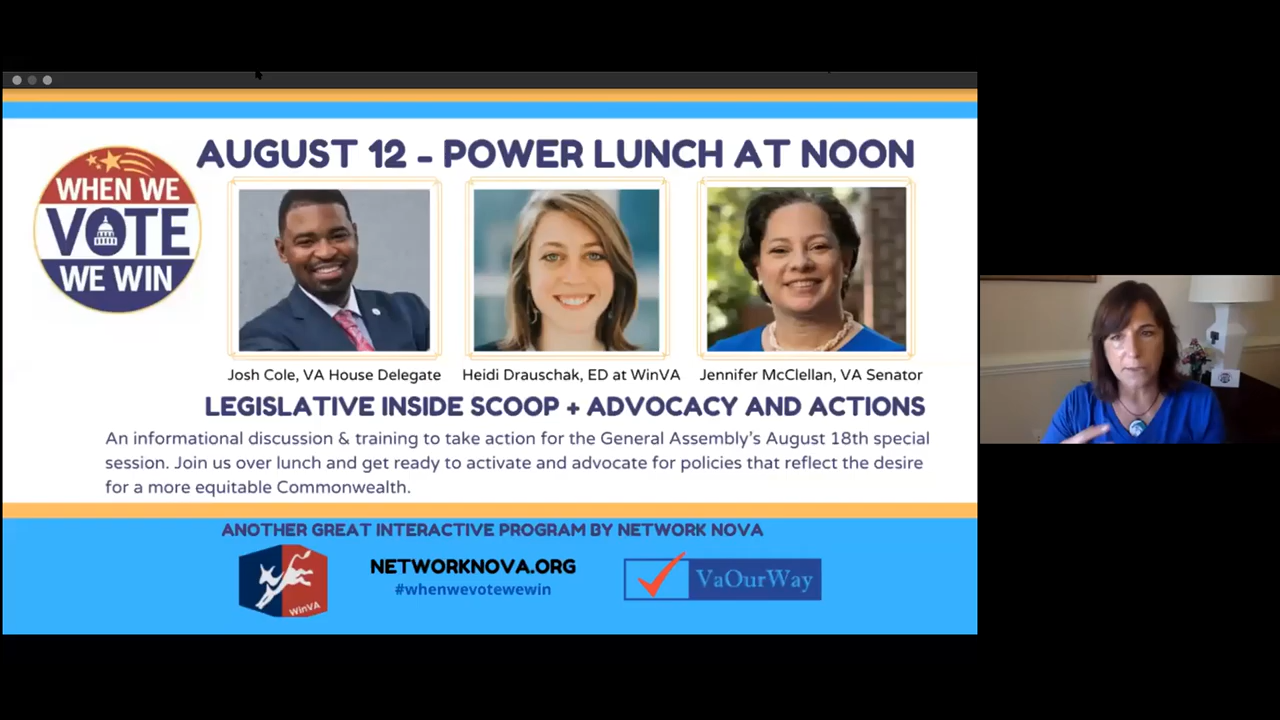 AUGUST 12 - POWER LUNCH AT NOON
WHEN WE
VOTE
WE WIN
Josh Cole, VA House Delegate
Heidi Drauschak, ED at WinVA
Jennifer McClellan, VA Senator
LEGISLATIVE INSIDE SCOOP + ADVOCACY AND ACTIONS
An informational discussion & training to take action for the General Assembly's August 18th special
session. Join us over lunch and get ready to activate and advocate for policies that reflect the desire
for a more equitable Commonwealth.
ANOTHER GREAT INTERACTIVE PROGRAM BY NETWORK NOVA
WinVA
NETWORKNOVA.ORG
#whenwevotewewin
VaOurWay